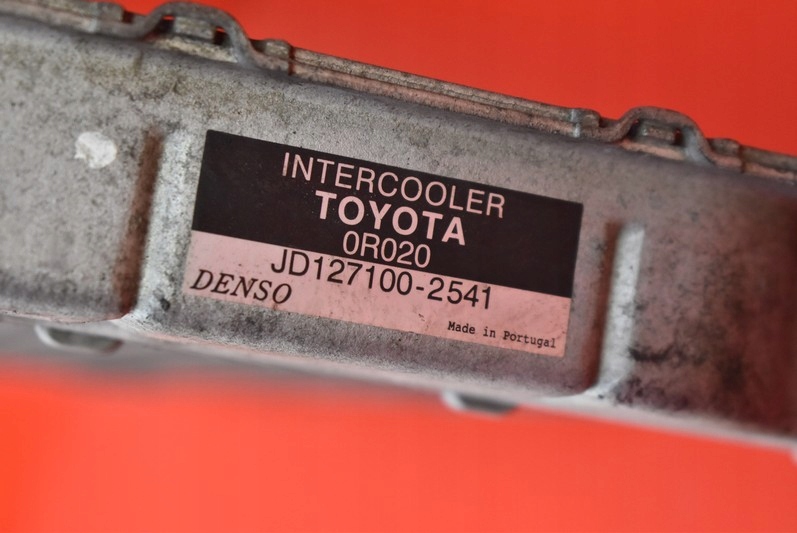 INTERCOOLER
TOYOTA
0R020
JD127100-2541
DENSO
Made in Portugal